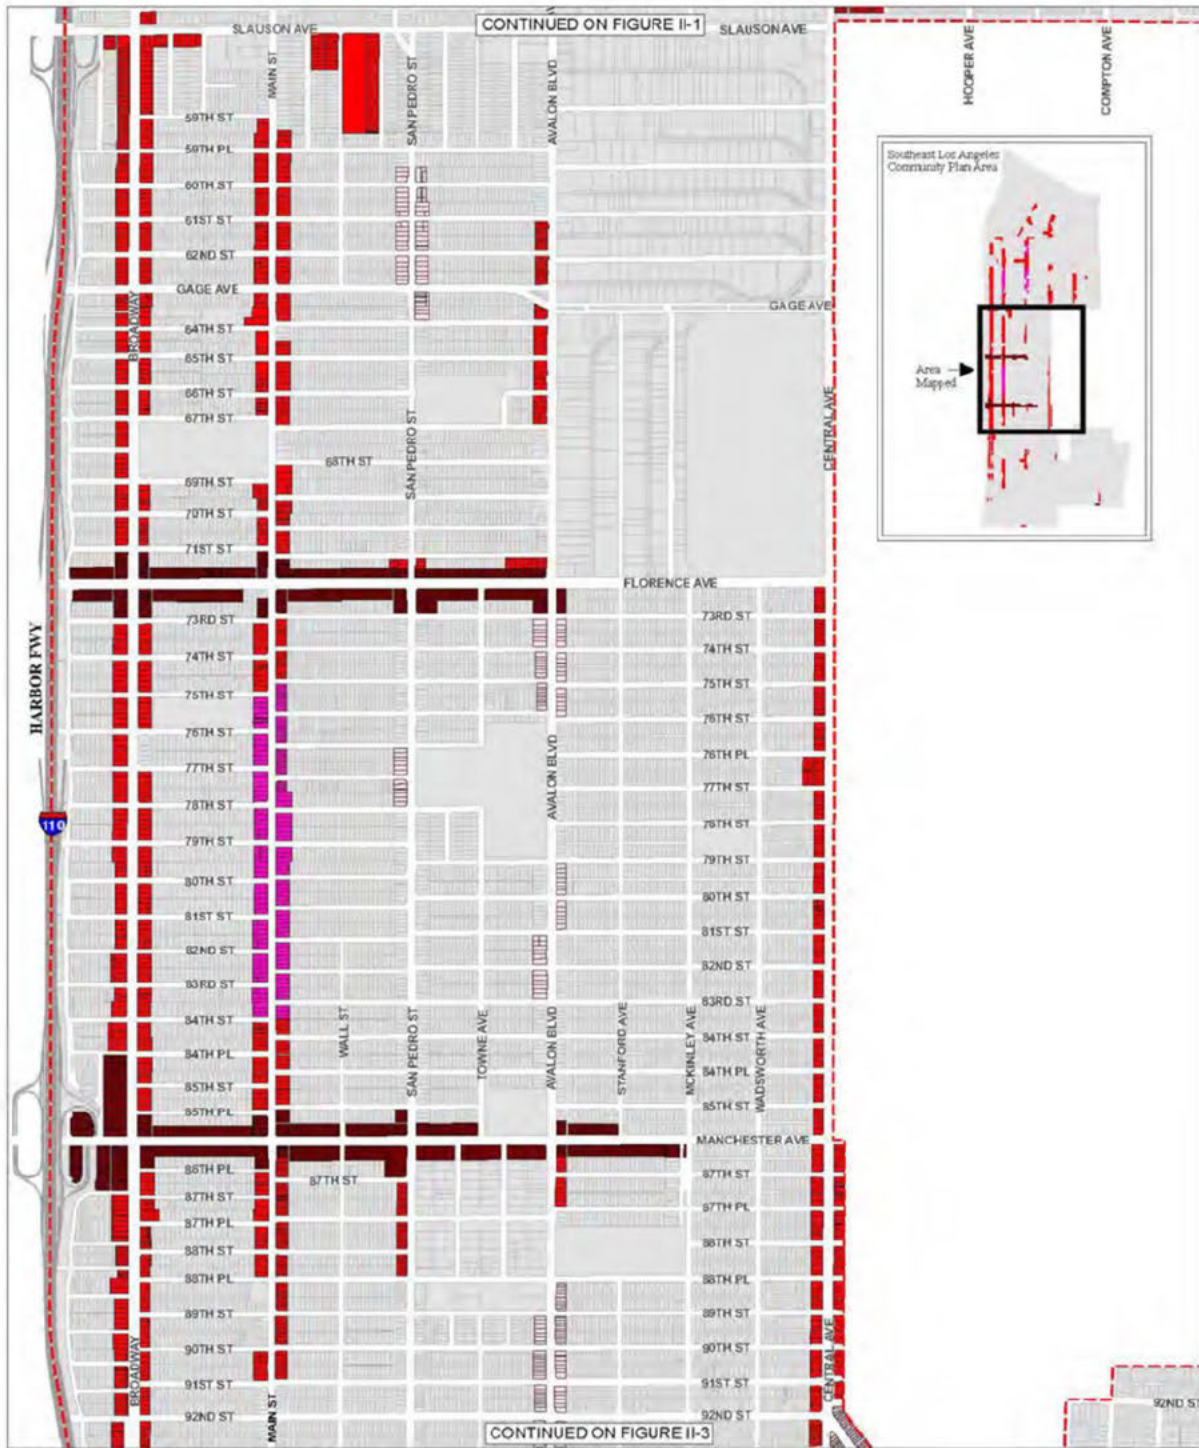 CONTINUED ON FIGURE II-1
SLAUSON AVE
SLAUSON AVE
MAIN ST
SAN PEDRO ST
AVALON BLVD
HOOPER AVE
COMPTON AVE
59TH ST
59TH PL
60TH ST
61ST ST
62ND ST
GAGE AVE
GAGE AVE
64TH ST
65TH ST
66TH ST
67TH ST
BROADWAY
SAN PEDRO ST
CENTRAL AVE
68TH ST
69TH ST
70TH ST
71ST ST
Southeast Los Angeles
Community Plan Area
Area
Mapped
FLORENCE AVE
HARBOR FWY
110
73RD ST
74TH ST
75TH ST
76TH ST
77TH ST
78TH ST
79TH ST
80TH ST
81ST ST
82ND ST
83RD ST
84TH ST
84TH PL
85TH ST
85TH PL
AVALON BLVD
73RD ST
74TH ST
75TH ST
76TH ST
76TH PL
77TH ST
78TH ST
79TH ST
80TH ST
81ST ST
82ND ST
83RD ST
84TH ST
84TH PL
85TH ST
WALL ST
SAN PEDRO ST
TOWNE AVE
AVALON BLVD
STANFORD AVE
MCKINLEY AVE
WADSWORTH AVE
MANCHESTER AVE
86TH PL
87TH ST
87TH PL
88TH ST
88TH PL
89TH ST
90TH ST
91ST ST
92ND ST
87TH ST
87TH ST
87TH PL
88TH ST
88TH PL
89TH ST
90TH ST
91ST ST
92ND ST
BROADWAY
MAIN ST
CENTRAL AVE
92ND ST
CONTINUED ON FIGURE II-3